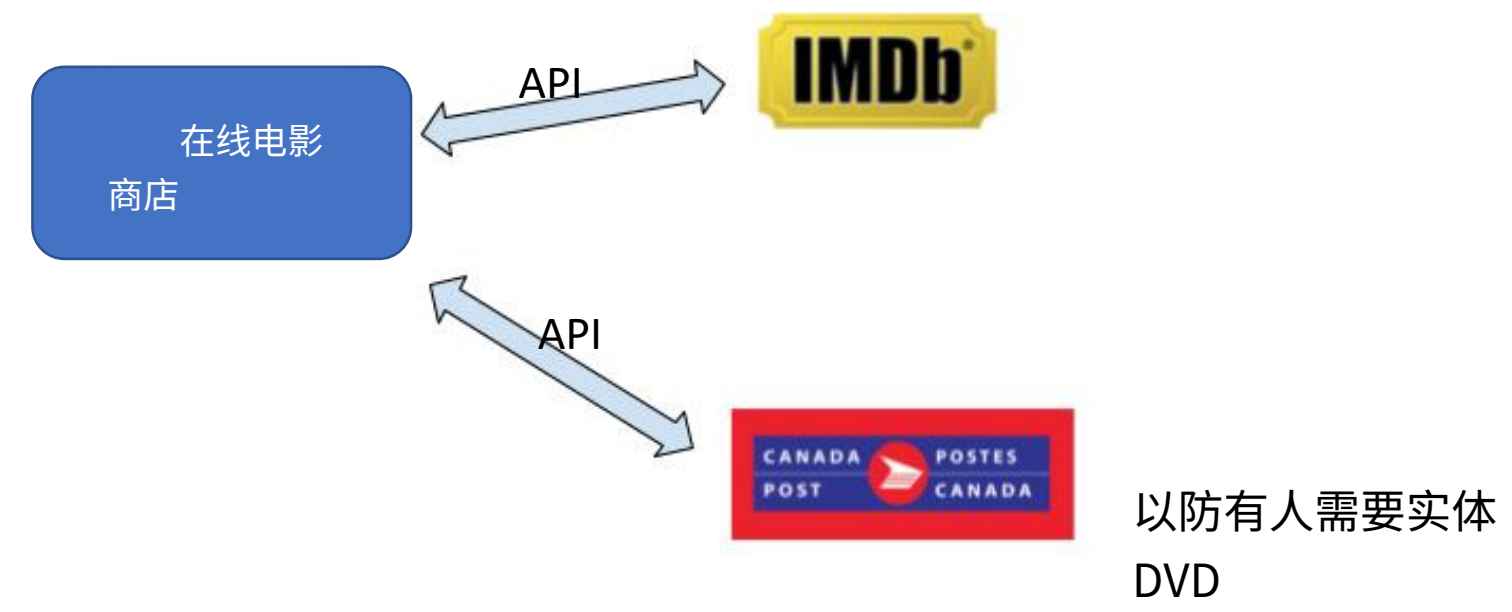 API
IMDb
在线电影
商店
API
CANADA POSTES
POST CANADA
以防有人需要实体
DVD